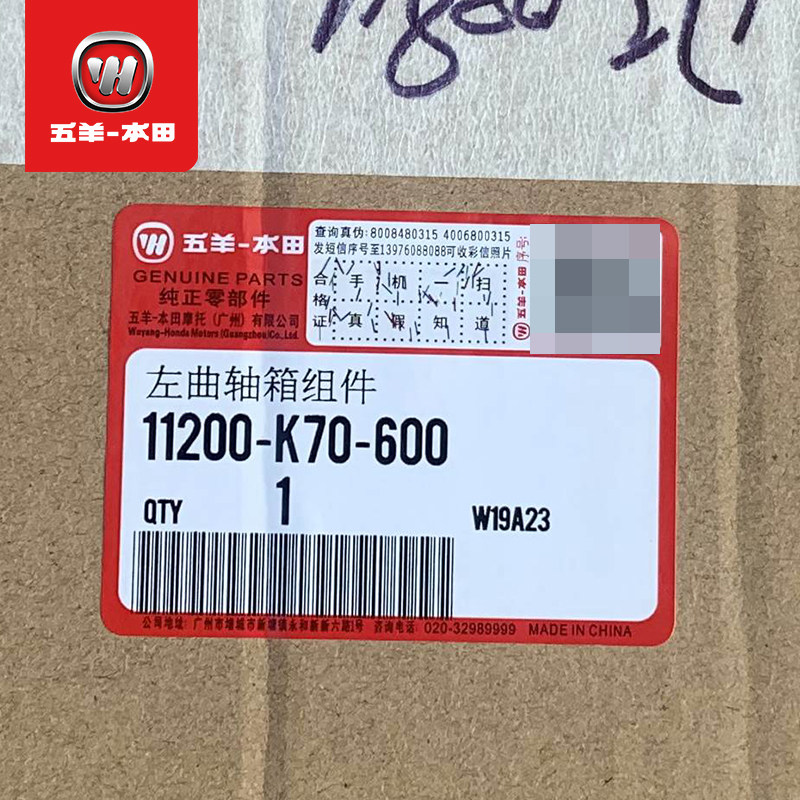 五羊-本田
五羊-本田
GENUINE PARTS
纯正零部件
五羊-本田摩托（广州）有限公司
Wuyang-Honda Motors (Guangzhou)Co.,Ltd.
查询真伪: 8008480315 4006800315
发短信序号至13976088088可收彩信照片
合格证
手机一扫
真假知道
序号:
五羊-本田
左曲轴箱组件
11200-K70-600
QTY 1 W19A23
公司地址: 广州市增城市新塘镇永和新新六路1号 咨询电话: 020-32989999 MADE IN CHINA